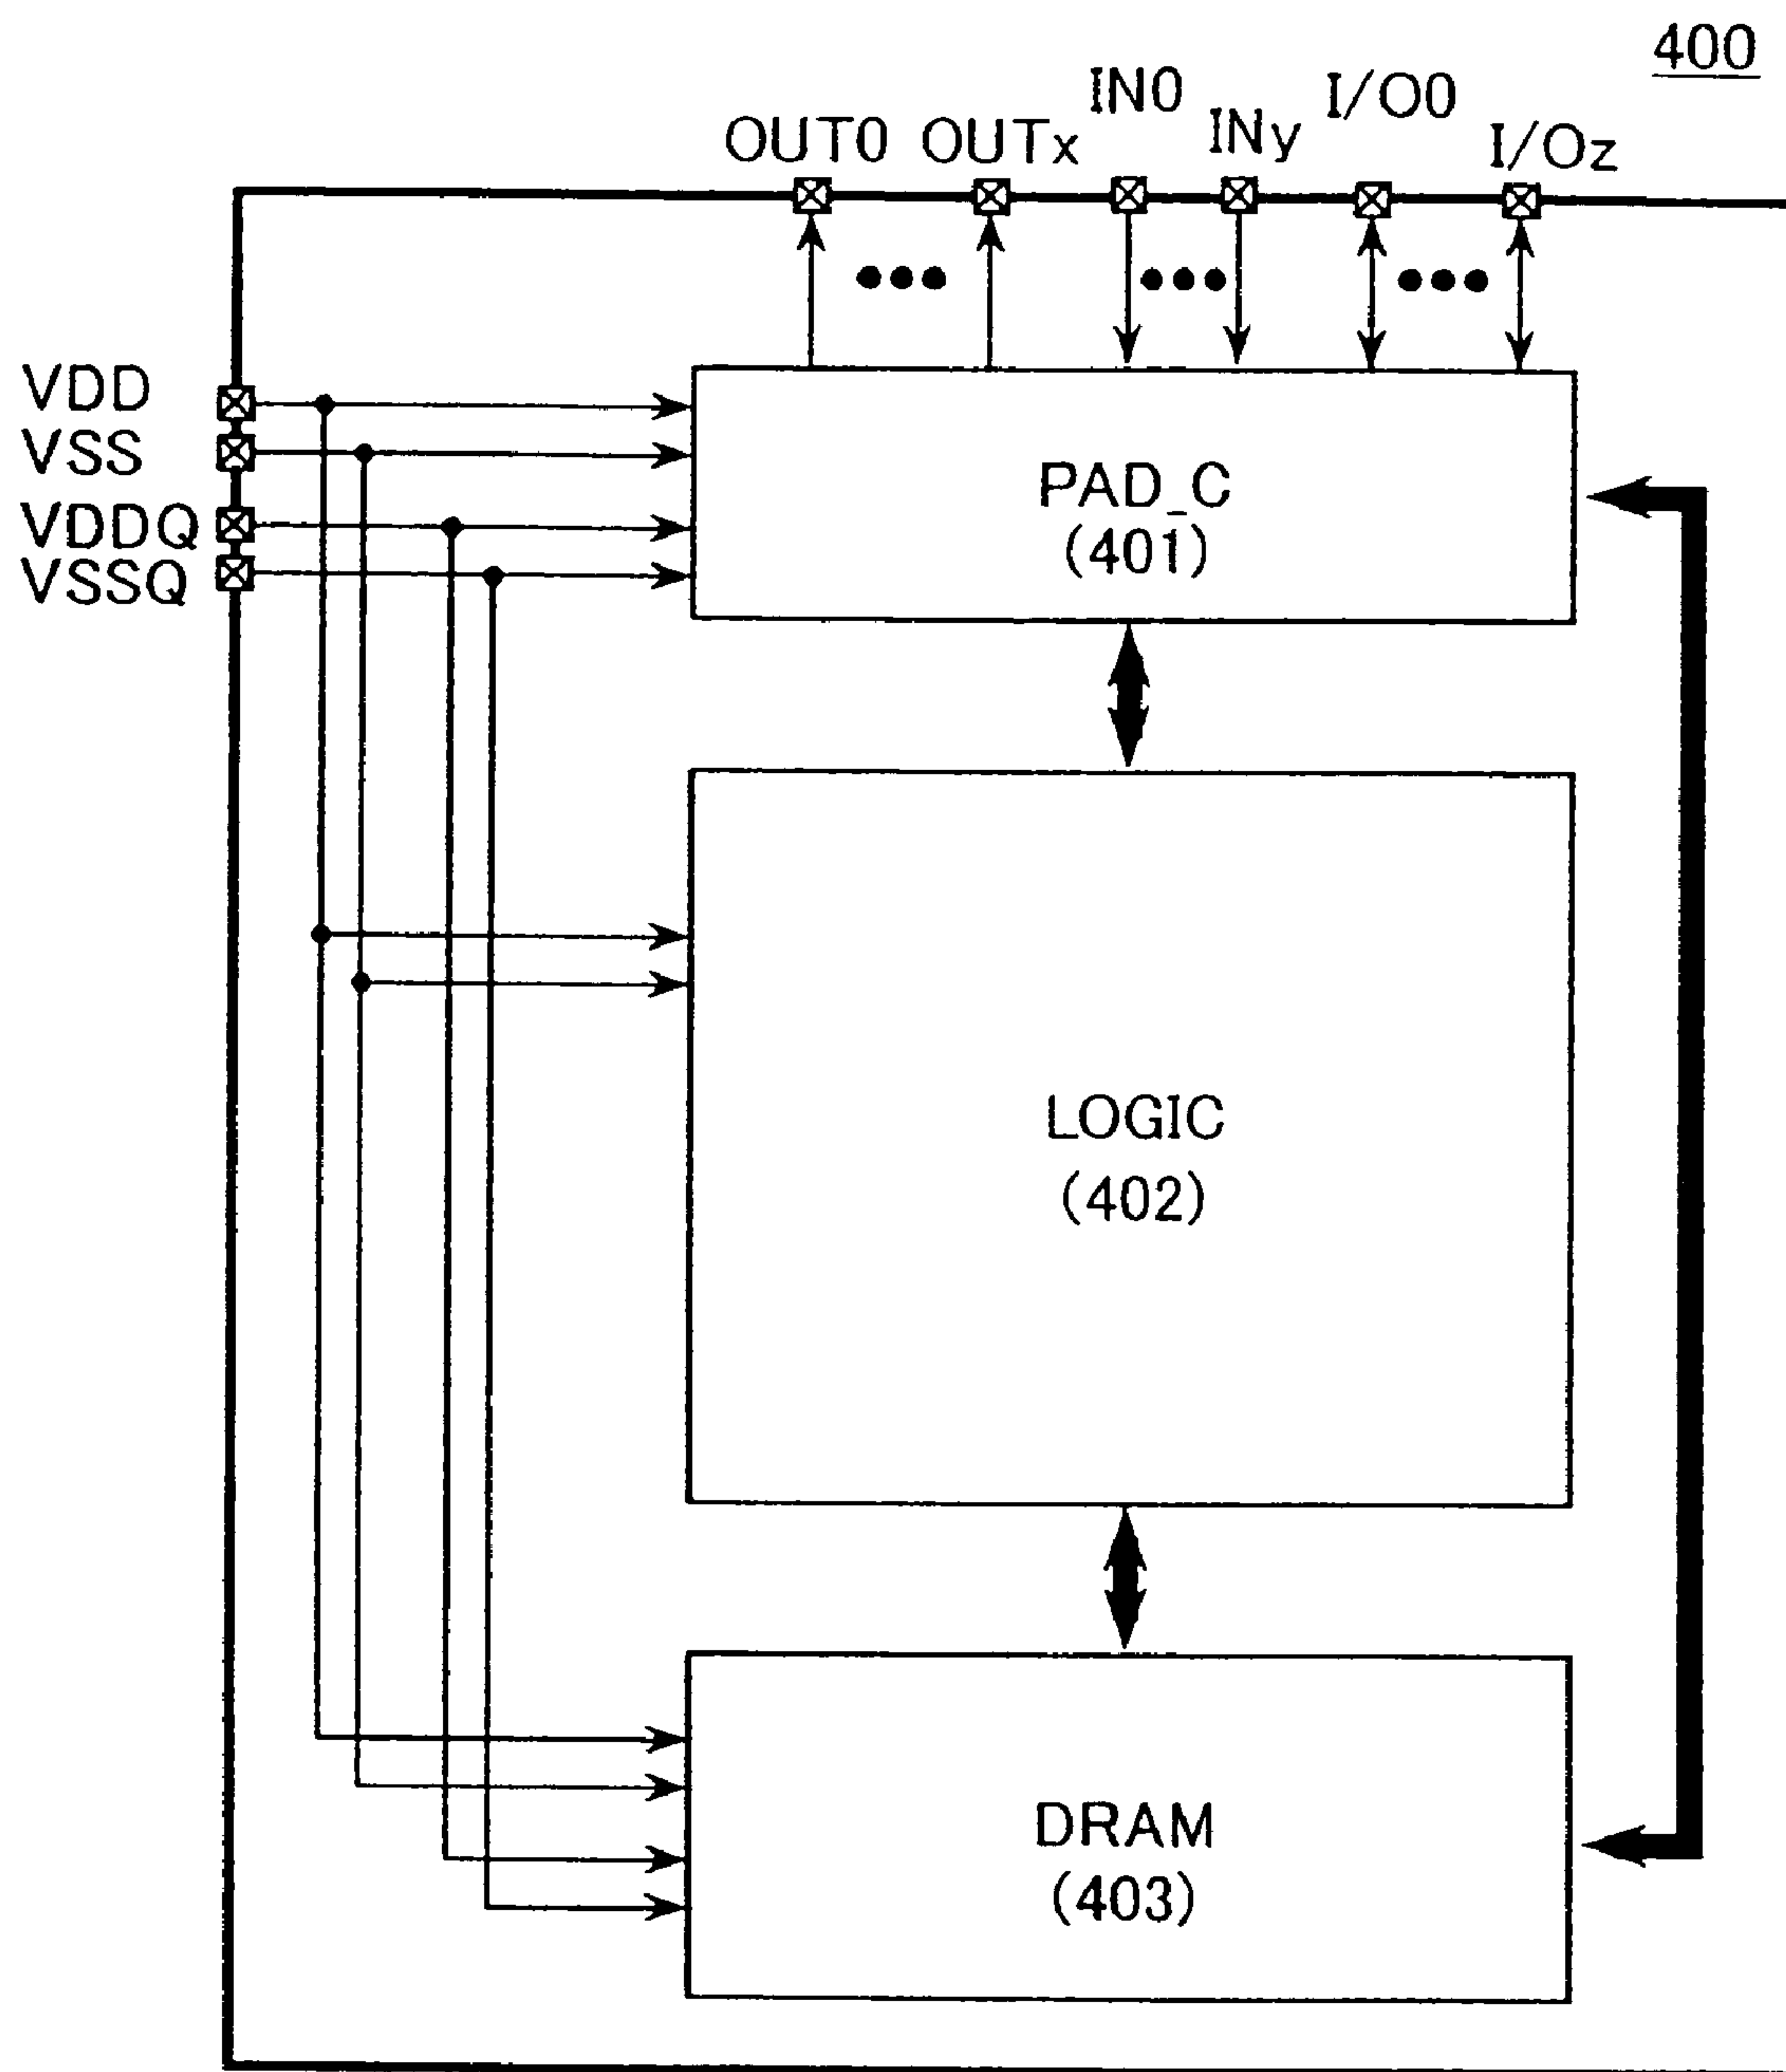 400
OUT0 OUTx IN0 INy I/O0 I/Oz
VDD
VSS
VDDQ
VSSQ
PAD_C
(401)
LOGIC
(402)
DRAM
(403)